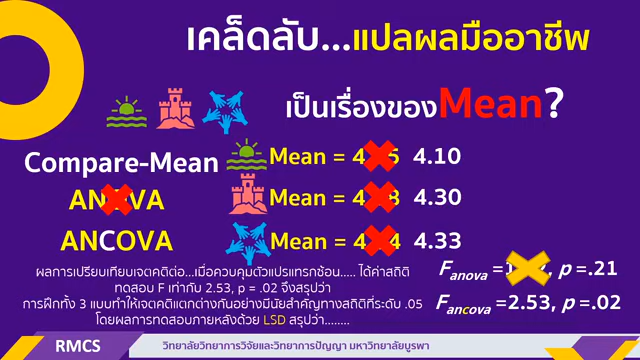 เคล็ดลับ...แปลผลมืออาชีพ
เป็นเรื่องของMean?
Compare-Mean
Mean = 4 5 4.10
ANOVA
Mean = 4 8 4.30
ANCOVA
Mean = 4 4 4.33
ผลการเปรียบเทียบเจตคติต่อ...เมื่อควบคุมตัวแปรแทรกซ้อน..... ได้ค่าสถิติ
ทดสอบ F เท่ากับ 2.53, p = .02 จึงสรุปว่า
การฝึกทั้ง 3 แบบทำให้เจตคติแตกต่างกันอย่างมีนัยสำคัญทางสถิติที่ระดับ .05
โดยผลการทดสอบภายหลังด้วย LSD สรุปว่า........
Fanova = , p =.21
Fancova =2.53, p =.02
RMCS
วิทยาลัยวิทยาการวิจัยและวิทยาการปัญญา มหาวิทยาลัยบูรพา